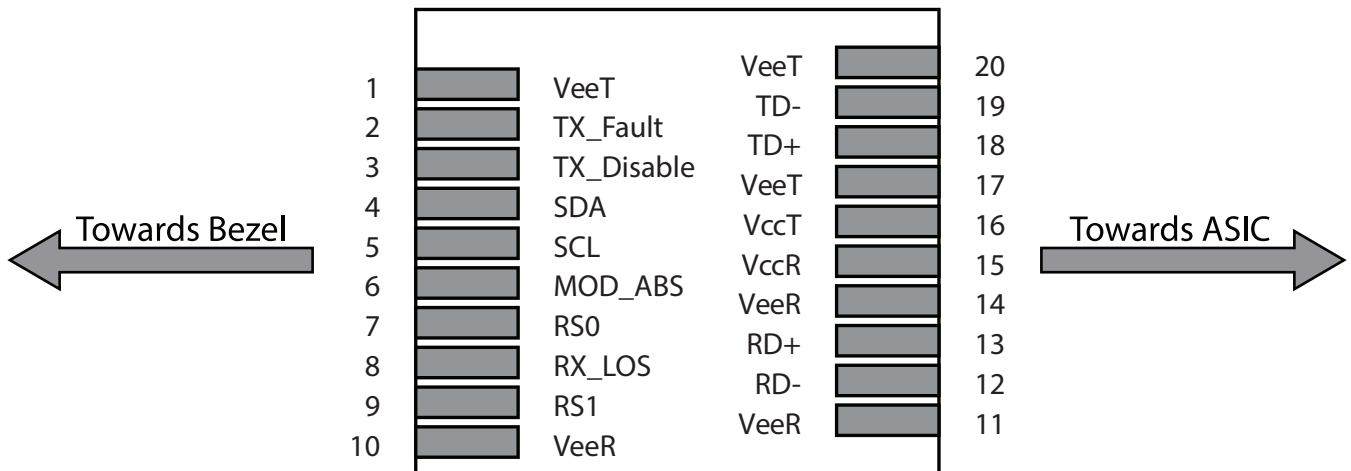 VeeT 20
1 VeeT TD- 19
2 TX_Fault TD+ 18
3 TX_Disable VeeT 17
4 SDA VccT 16
Towards Bezel Towards ASIC
5 SCL VccR 15
6 MOD_ABS VeeR 14
7 RS0 RD+ 13
8 RX_LOS RD- 12
9 RS1 VeeR 11
10 VeeR